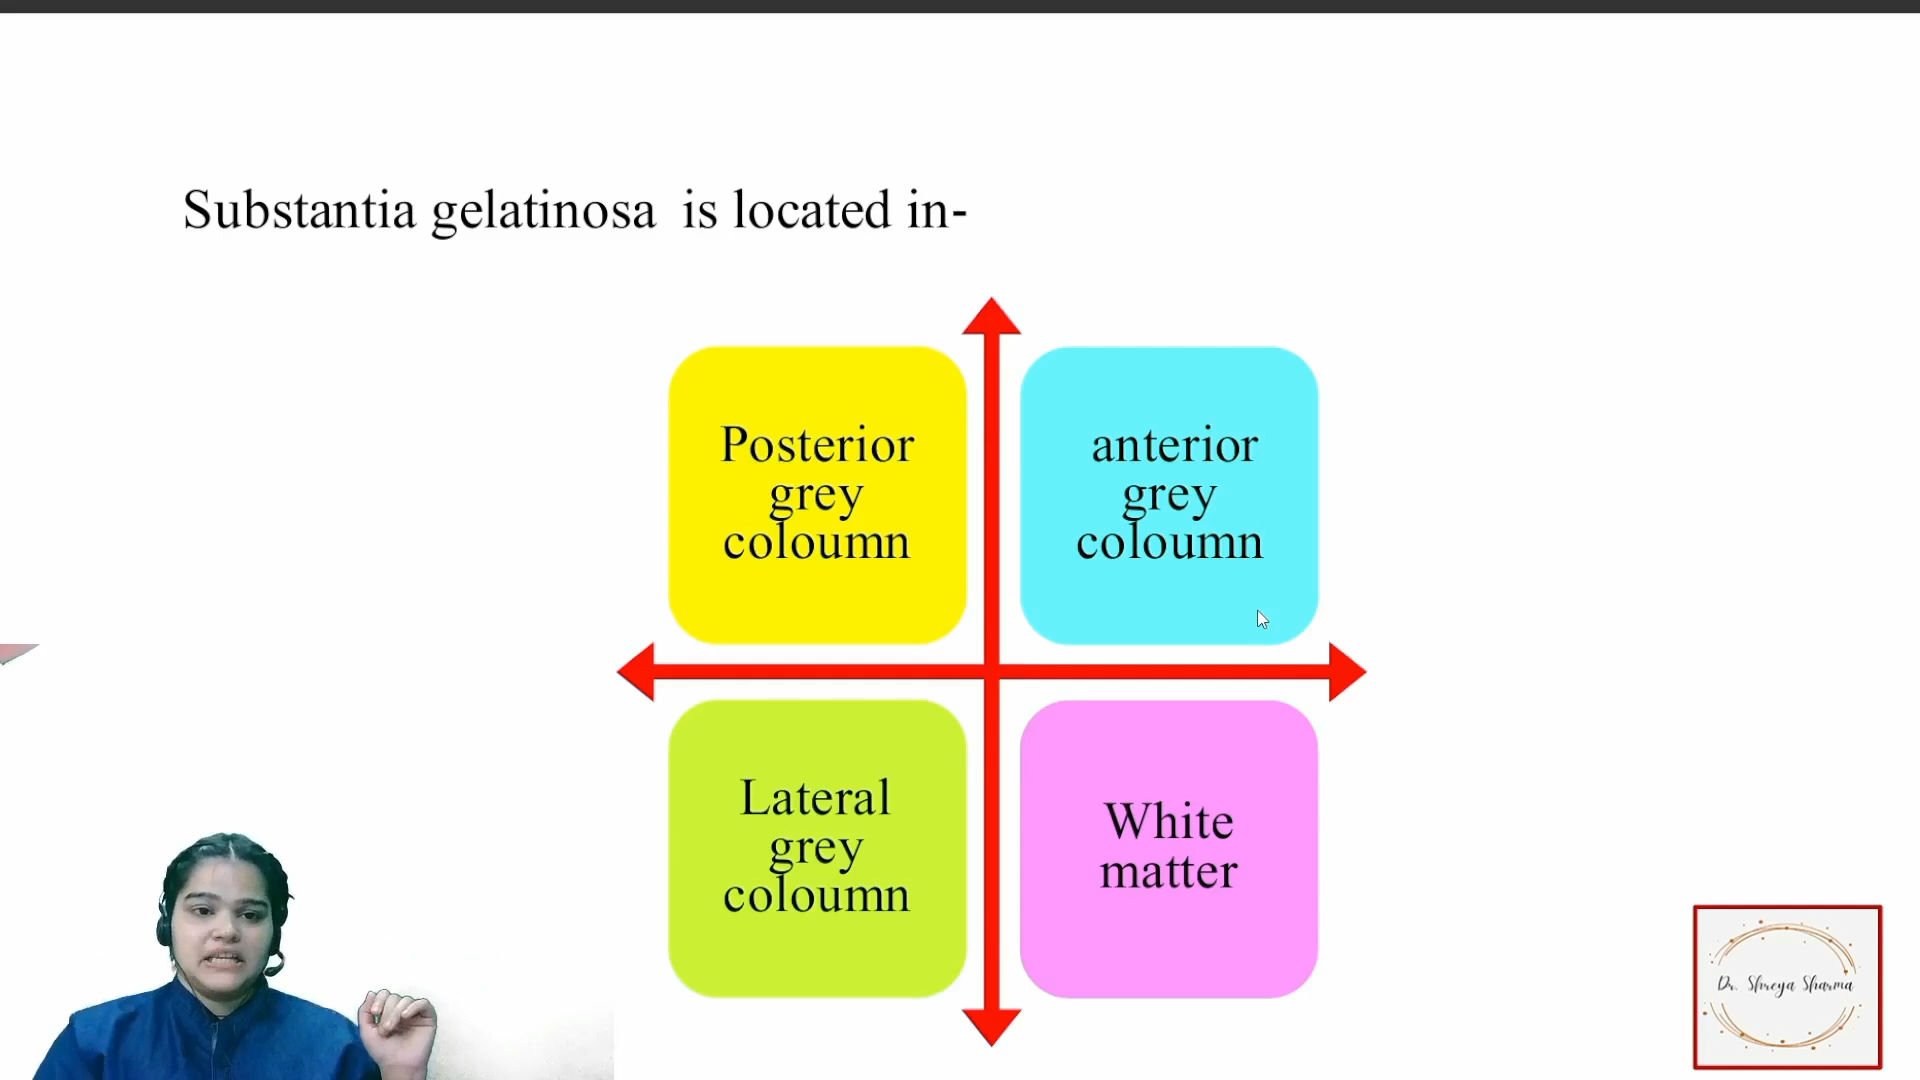 Substantia gelatinosa is located in-
Posterior
grey
coloumn
anterior
grey
coloumn
Lateral
grey
coloumn
White
matter
Dr. Shreya Sharma